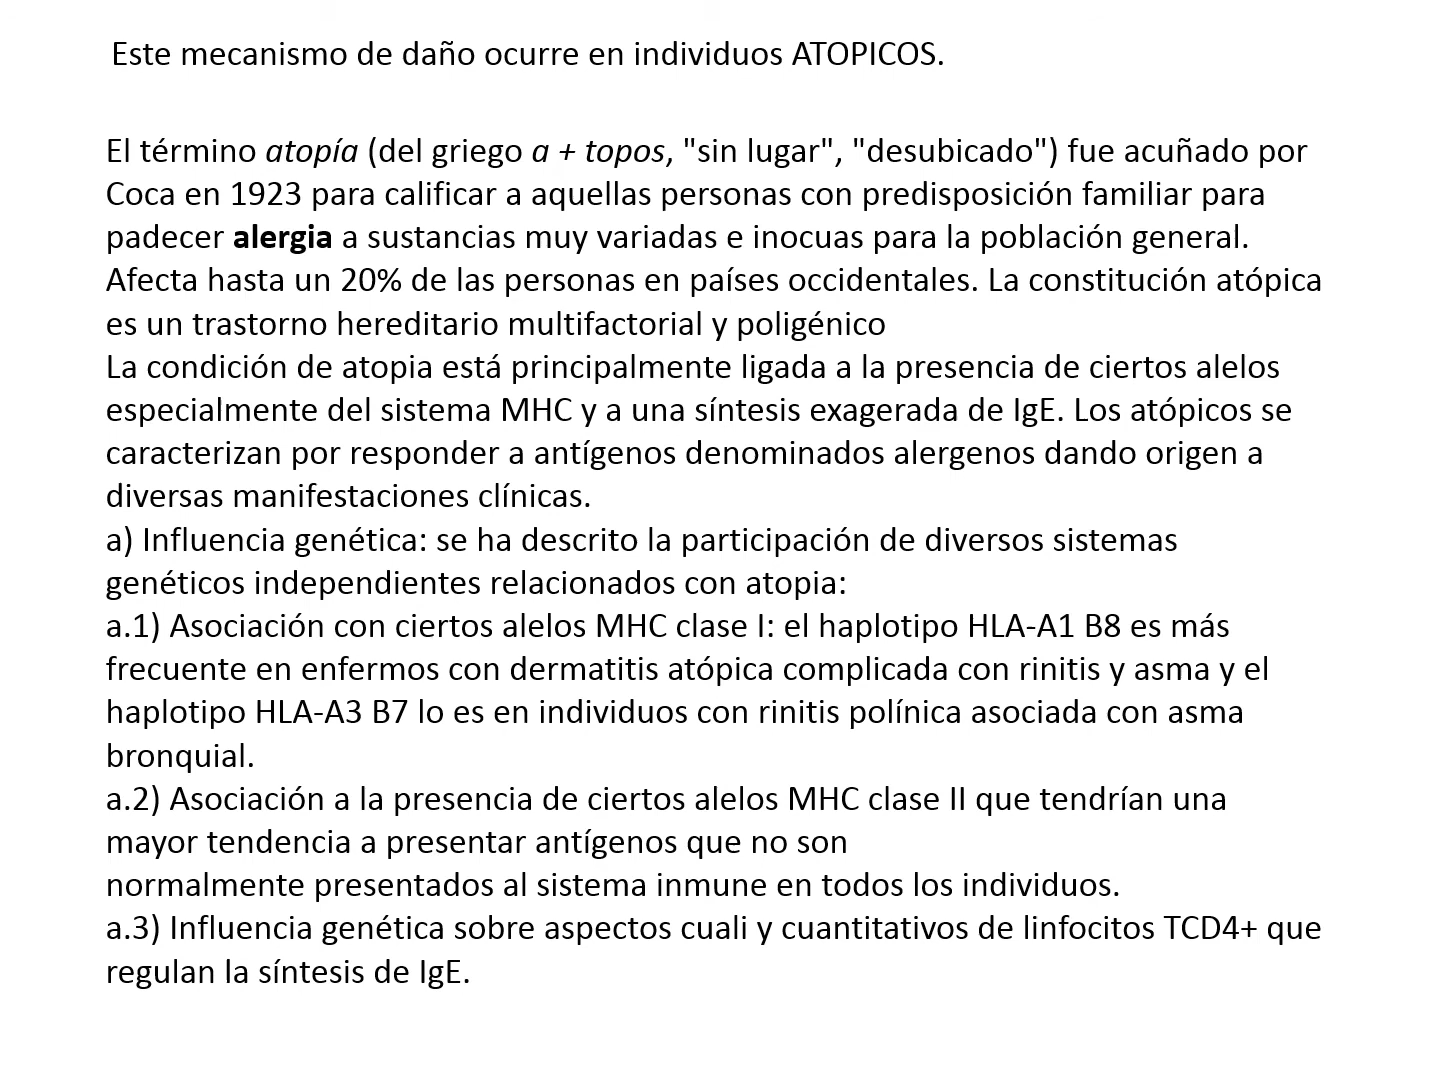 Este mecanismo de daño ocurre en individuos ATOPICOS.
El término atopía (del griego a + topos, "sin lugar", "desubicado") fue acuñado por
Coca en 1923 para calificar a aquellas personas con predisposición familiar para
padecer alergia a sustancias muy variadas e inocuas para la población general.
Afecta hasta un 20% de las personas en países occidentales. La constitución atópica
es un trastorno hereditario multifactorial y poligénico
La condición de atopia está principalmente ligada a la presencia de ciertos alelos
especialmente del sistema MHC y a una síntesis exagerada de IgE. Los atópicos se
caracterizan por responder a antígenos denominados alergenos dando origen a
diversas manifestaciones clínicas.
a) Influencia genética: se ha descrito la participación de diversos sistemas
genéticos independientes relacionados con atopia:
a.1) Asociación con ciertos alelos MHC clase I: el haplotipo HLA-A1 B8 es más
frecuente en enfermos con dermatitis atópica complicada con rinitis y asma y el
haplotipo HLA-A3 B7 lo es en individuos con rinitis polínica asociada con asma
bronquial.
a.2) Asociación a la presencia de ciertos alelos MHC clase II que tendrían una
mayor tendencia a presentar antígenos que no son
normalmente presentados al sistema inmune en todos los individuos.
a.3) Influencia genética sobre aspectos cuali y cuantitativos de linfocitos TCD4+ que
regulan la síntesis de IgE.